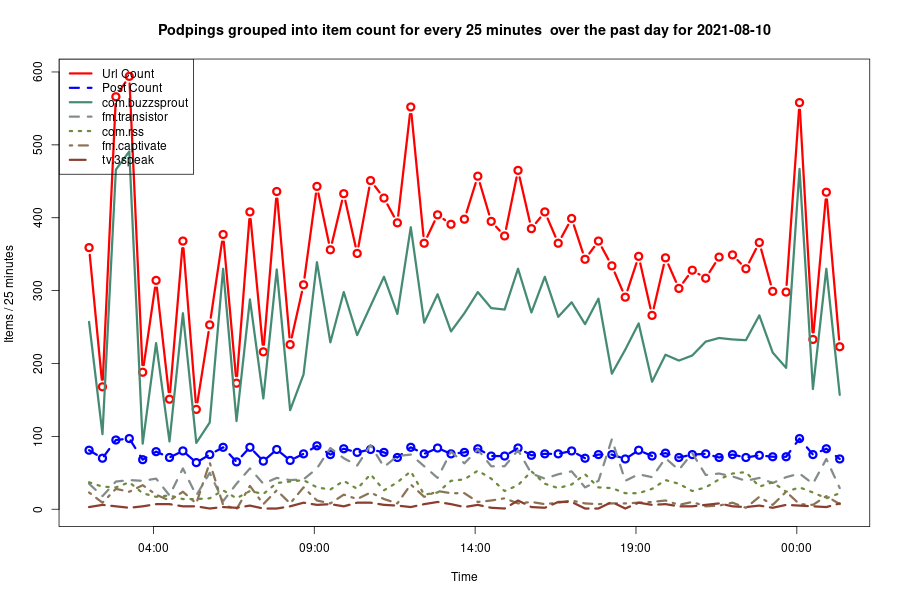 Podpings grouped into item count for every 25 minutes  over the past day for 2021-08-10
Items / 25 minutes
600
500
400
300
200
100
0
Url Count
Post Count
com.buzzsprout
fm.transistor
com.rss
fm.captivate
tv.3speak
04:00
09:00
14:00
19:00
00:00
Time